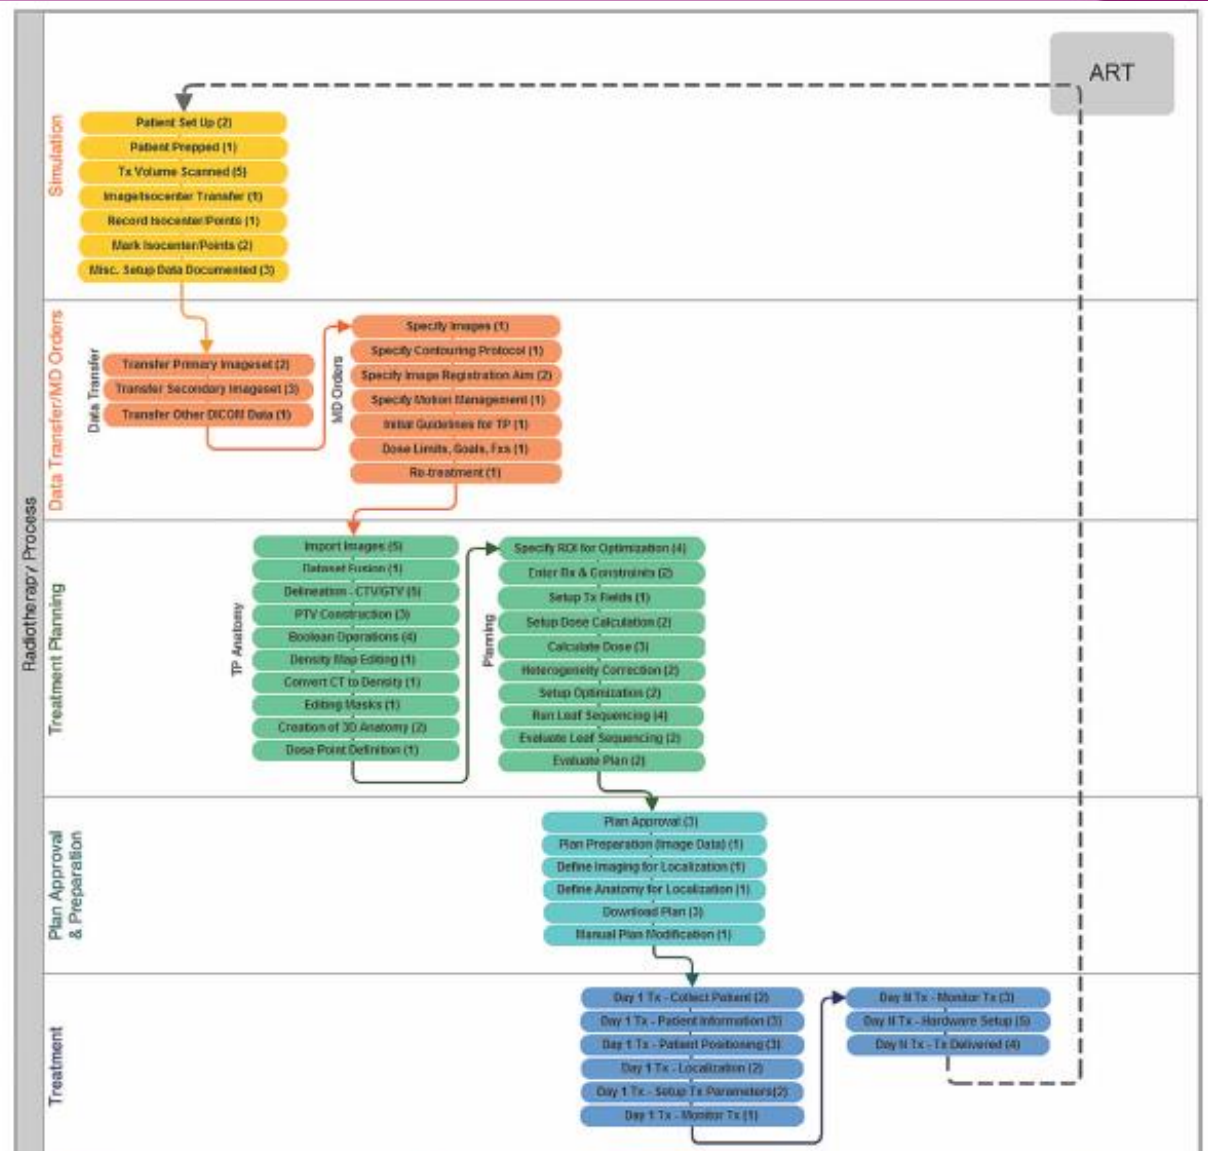 ART
Radiotherapy Process
Simulation
Patient Set Up (2)
Patient Prepped (1)
Tx Volume Scanned (5)
Image/Isocenter Transfer (1)
Record Isocenter/Points (1)
Mark Isocenter/Points (2)
Misc. Setup Data Documented (3)
Data Transfer/MD Orders
Data Transfer
Transfer Primary Imageset (2)
Transfer Secondary Imageset (3)
Transfer Other DICOM Data (1)
MD Orders
Specify Images (1)
Specify Contouring Protocol (1)
Specify Image Registration Aim (2)
Specify Motion Management (1)
Initial Guidelines for TP (1)
Dose Limits, Goals, Fxs (1)
Re-treatment (1)
Treatment Planning
TP Anatomy
Import Images (5)
Dataset Fusion (1)
Delineation - CTV/GTV (5)
PTV Construction (3)
Boolean Operations (4)
Density Map Editing (1)
Convert CT to Density (1)
Editing Masks (1)
Creation of 3D Anatomy (2)
Dose Point Definition (1)
Planning
Specify ROI for Optimization (4)
Enter Rx & Constraints (2)
Setup Tx Fields (1)
Setup Dose Calculation (2)
Calculate Dose (3)
Heterogeneity Correction (2)
Setup Optimization (2)
Run Leaf Sequencing (4)
Evaluate Leaf Sequencing (2)
Evaluate Plan (2)
Plan Approval
& Preparation
Plan Approval (3)
Plan Preparation (Image Data) (1)
Define Imaging for Localization (1)
Define Anatomy for Localization (1)
Download Plan (3)
Manual Plan Modification (1)
Treatment
Day 1 Tx - Collect Patient (2)
Day 1 Tx - Patient Information (3)
Day 1 Tx - Patient Positioning (3)
Day 1 Tx - Localization (2)
Day 1 Tx - Setup Tx Parameters(2)
Day 1 Tx - Monitor Tx (1)
Day N Tx - Monitor Tx (3)
Day N Tx - Hardware Setup (5)
Day N Tx - Tx Delivered (4)